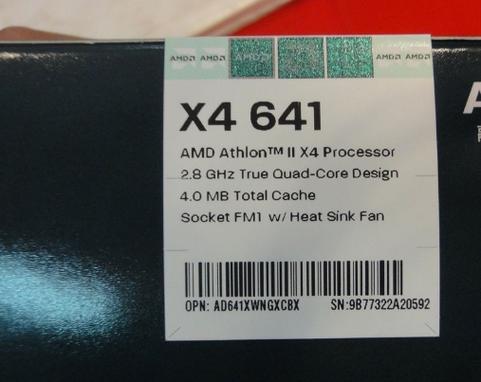 AMD AMD AMD AMD
X4 641
AMD Athlon™ II X4 Processor
2.8 GHz True Quad-Core Design
4.0 MB Total Cache
Socket FM1 w/ Heat Sink Fan
OPN: AD641XWNGXCBX SN:9B77322A20592